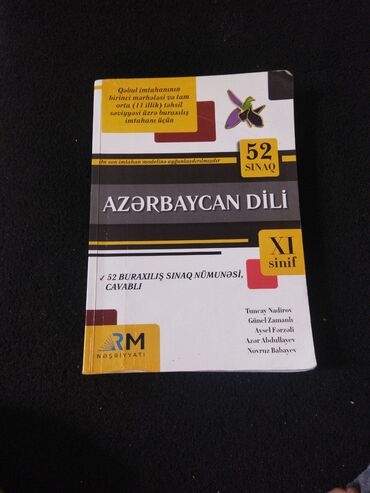 Qəbul imtahanının
birinci mərhələsi və tam
orta (11 illik) təhsil
səviyyəsi üzrə buraxılış
imtahanı üçün
Ən son imtahan modelinə uyğunlaşdırılmışdır
52
SINAQ
AZƏRBAYCAN DİLİ
XI
sinif
✓ 52 BURAXILIŞ SINAQ NÜMUNƏSİ,
CAVABLI
Tuncay Nadirov
Günel Zamanlı
Aysel Fərzəli
Azər Abdullayev
Novruz Babayev
RM
NƏŞRİYYATI